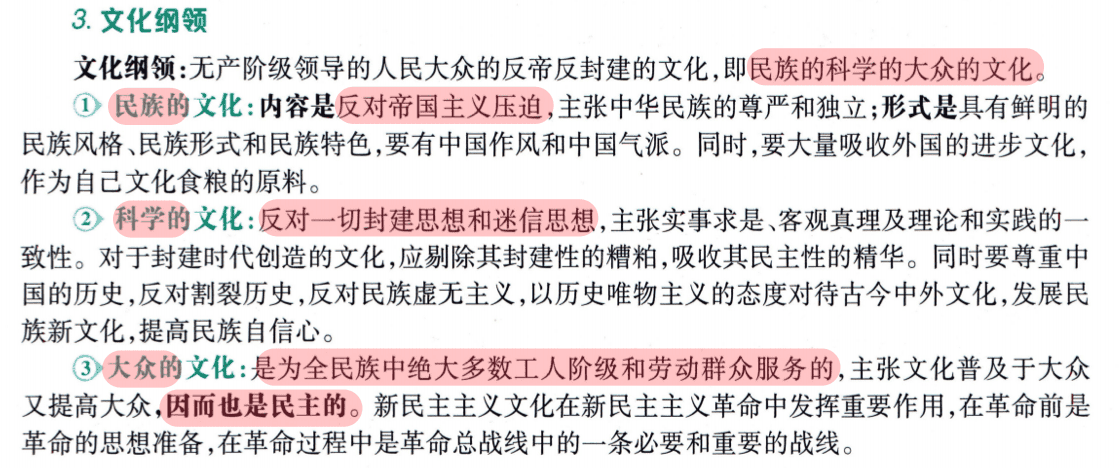 3. 文化纲领
文化纲领:无产阶级领导的人民大众的反帝反封建的文化,即民族的科学的大众的文化。
① 民族的文化:内容是反对帝国主义压迫,主张中华民族的尊严和独立;形式是具有鲜明的
民族风格、民族形式和民族特色,要有中国作风和中国气派。同时,要大量吸收外国的进步文化,
作为自己文化食粮的原料。
② 科学的文化:反对一切封建思想和迷信思想,主张实事求是、客观真理及理论和实践的一
致性。对于封建时代创造的文化,应剔除其封建性的糟粕,吸收其民主性的精华。同时要尊重中
国的历史,反对割裂历史,反对民族虚无主义,以历史唯物主义的态度对待古今中外文化,发展民
族新文化,提高民族自信心。
③ 大众的文化:是为全民族中绝大多数工人阶级和劳动群众服务的,主张文化普及于大众
又提高大众,因而也是民主的。新民主主义文化在新民主主义革命中发挥重要作用,在革命前是
革命的思想准备,在革命过程中是革命总战线中的一条必要和重要的战线。